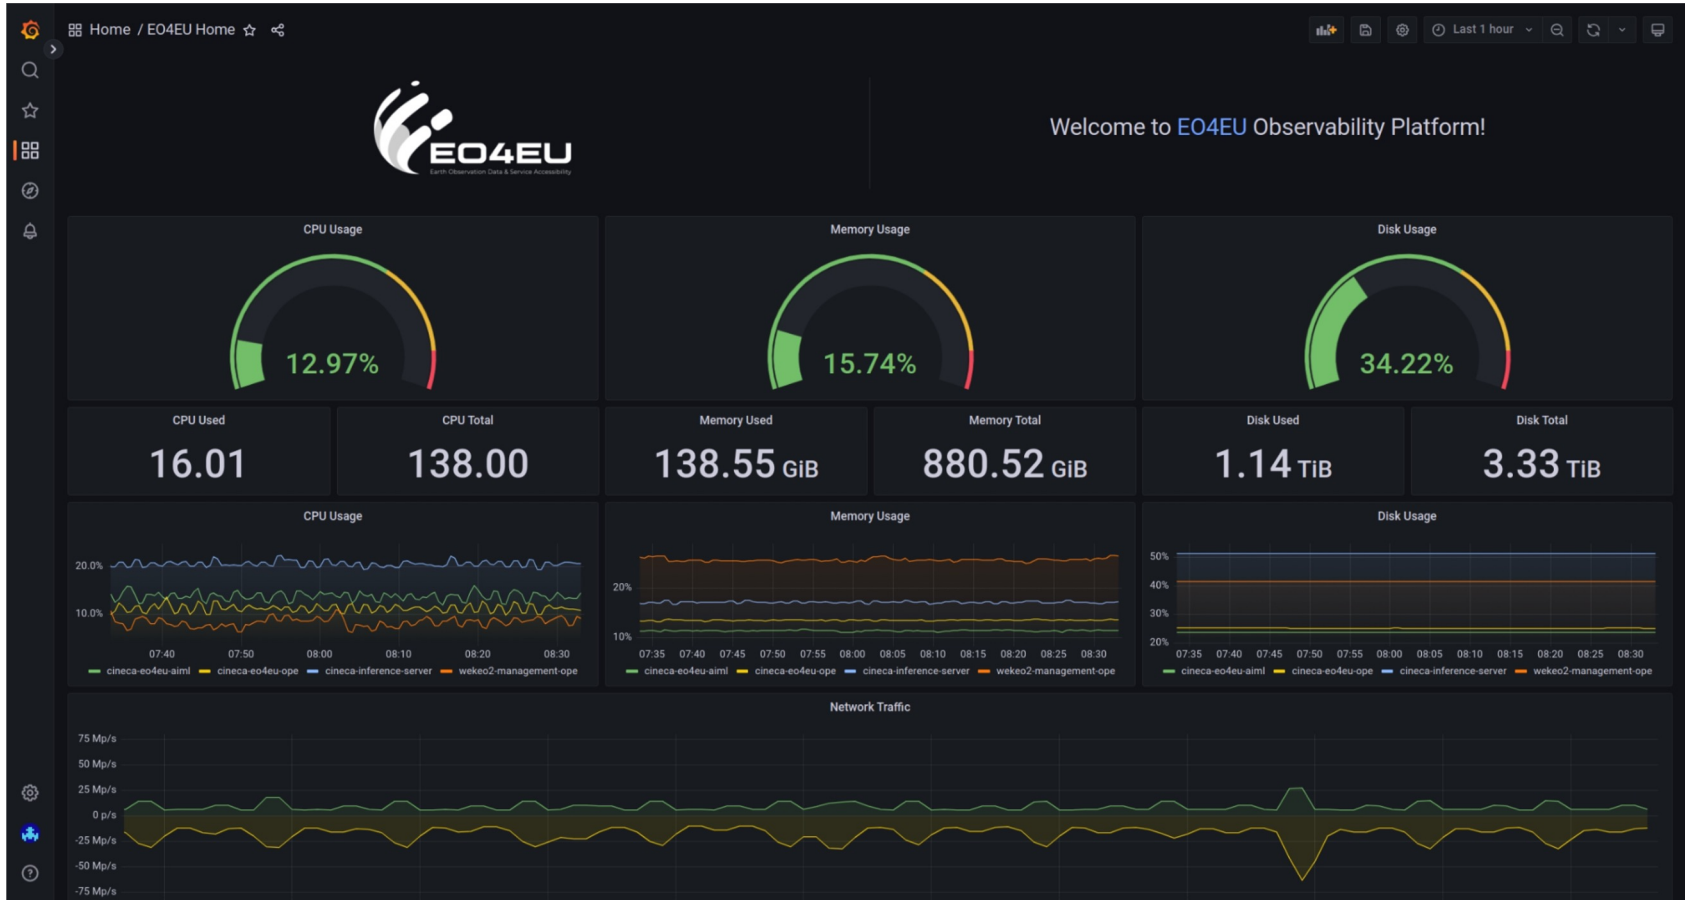 Home / EO4EU Home
Last 1 hour
EO4EU
Earth Observation Data & Service Accessibility
Welcome to EO4EU Observability Platform!
CPU Usage
12.97%
Memory Usage
15.74%
Disk Usage
34.22%
CPU Used
16.01
CPU Total
138.00
Memory Used
138.55 GiB
Memory Total
880.52 GiB
Disk Used
1.14 TiB
Disk Total
3.33 TiB
CPU Usage
20.0%
10.0%
07:40 07:50 08:00 08:10 08:20 08:30
cineca-eo4eu-aiml cineca-eo4eu-ope cineca-inference-server wekeo2-management-ope
Memory Usage
20%
10%
07:35 07:40 07:45 07:50 07:55 08:00 08:05 08:10 08:15 08:20 08:25 08:30
cineca-eo4eu-aiml cineca-eo4eu-ope cineca-inference-server wekeo2-management-ope
Disk Usage
50%
40%
30%
20%
07:35 07:40 07:45 07:50 07:55 08:00 08:05 08:10 08:15 08:20 08:25 08:30
cineca-eo4eu-aiml cineca-eo4eu-ope cineca-inference-server wekeo2-management-ope
Network Traffic
75 Mp/s
50 Mp/s
25 Mp/s
0 p/s
-25 Mp/s
-50 Mp/s
-75 Mp/s